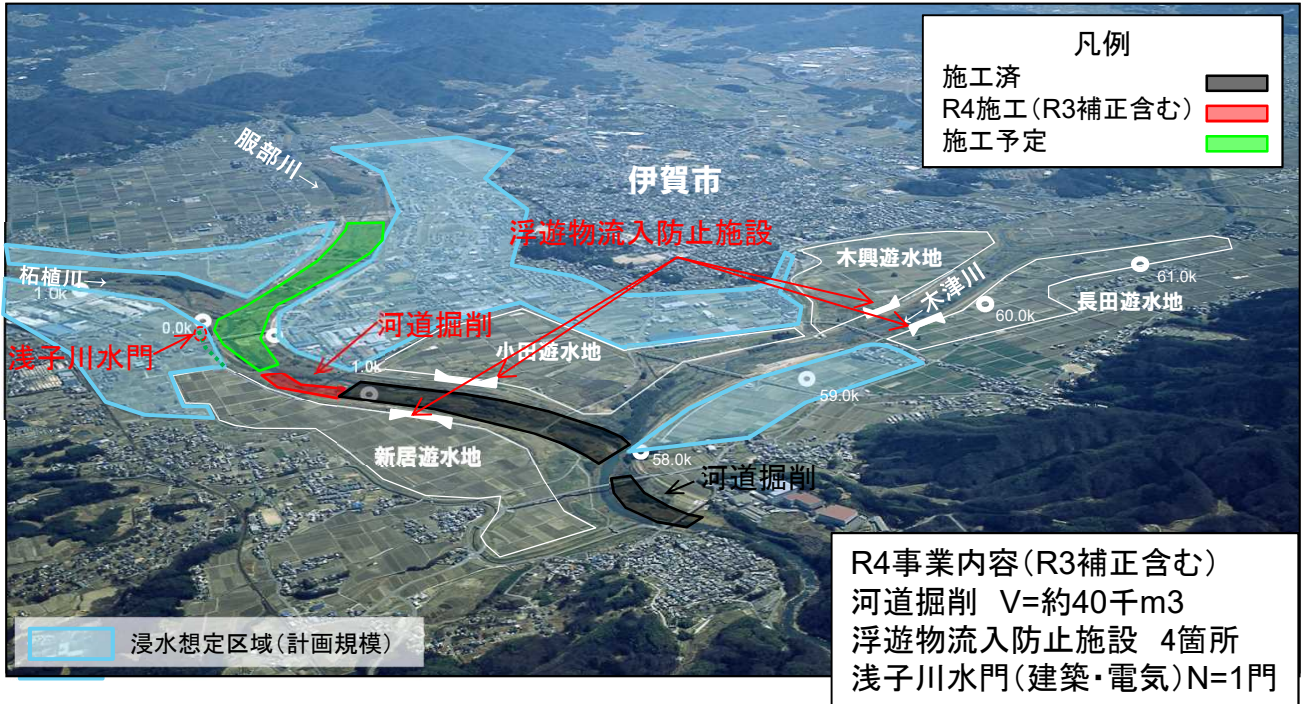 凡例
施工済
R4施工(R3補正含む)
施工予定
服部川→
伊賀市
浮遊物流入防止施設
木興遊水地
←木津川
61.0k
長田遊水地
60.0k
柘植川→
1.0k
0.0k
浅子川水門
河道掘削
小田遊水地
1.0k
59.0k
新居遊水地
58.0k
河道掘削
浸水想定区域(計画規模)
R4事業内容(R3補正含む)
河道掘削 V=約40千m3
浮遊物流入防止施設 4箇所
浅子川水門(建築・電気)N=1門